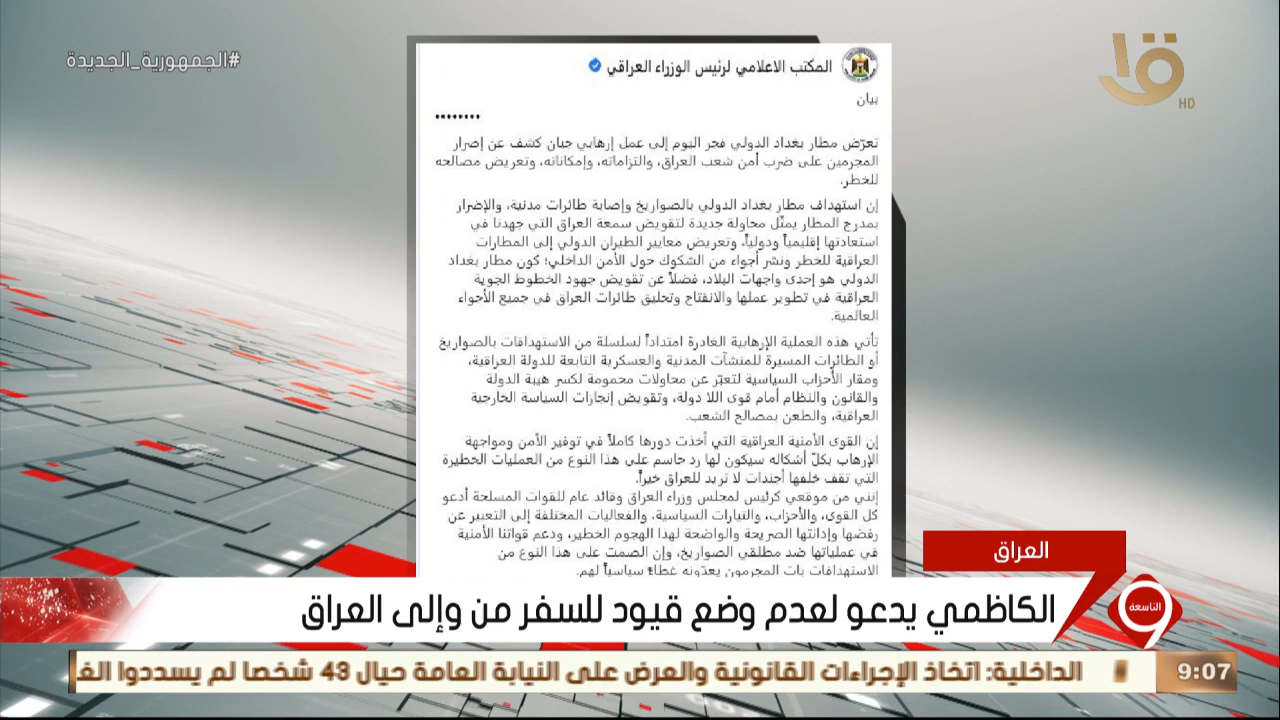 #الجمهورية_الجديدة
HD
المكتب الاعلامي لرئيس الوزراء العراقي
بيان
••••••••
تعرّض مطار بغداد الدولي فجر اليوم إلى عمل إرهابي جبان كشف عن إصرار
المجرمين على ضرب أمن شعب العراق، والتزاماته، وإمكاناته، وتعريض مصالحه
للخطر.
إن استهداف مطار بغداد الدولي بالصواريخ وإصابة طائرات مدنية، والإضرار
بمدرج المطار يمثّل محاولة جديدة لتقويض سمعة العراق التي جهدنا في
استعادتها إقليمياً ودولياً، وتعريض معايير الطيران الدولي إلى المطارات
العراقية للخطر ونشر أجواء من الشكوك حول الأمن الداخلي؛ كون مطار بغداد
الدولي هو إحدى واجهات البلاد، فضلاً عن تقويض جهود الخطوط الجوية
العراقية في تطوير عملها والانفتاح وتحليق طائرات العراق في جميع الأجواء
العالمية.
تأتي هذه العملية الإرهابية الغادرة امتداداً لسلسلة من الاستهدافات بالصواريخ
أو الطائرات المسيرة للمنشآت المدنية والعسكرية التابعة للدولة العراقية،
ومقار الأحزاب السياسية لتعبّر عن محاولات محمومة لكسر هيبة الدولة
والقانون والنظام أمام قوى اللا دولة، وتقويض إنجازات السياسة الخارجية
العراقية، والطعن بمصالح الشعب.
إن القوى الأمنية العراقية التي أخذت دورها كاملاً في توفير الأمن ومواجهة
الإرهاب بكلّ أشكاله سيكون لها رد حاسم على هذا النوع من العمليات الخطيرة
التي تقف خلفها أجندات لا تريد للعراق خيراً.
إنني من موقعي كرئيس لمجلس وزراء العراق وقائد عام للقوات المسلحة أدعو
كل القوى، والأحزاب، والتيارات السياسية، والفعاليات المختلفة إلى التعبير عن
رفضها وإدانتها الصريحة والواضحة لهذا الهجوم الخطير، ودعم قواتنا الأمنية
في عملياتها ضد مطلقي الصواريخ، وإن الصمت على هذا النوع من
الاستهدافات بات المجرمون يعدّونه غطاءً سياسياً لهم.
العراق
التاسعة
الكاظمي يدعو لعدم وضع قيود للسفر من وإلى العراق
9:07
الداخلية: اتخاذ الإجراءات القانونية والعرض على النيابة العامة حيال 43 شخصا لم يسددوا الغ